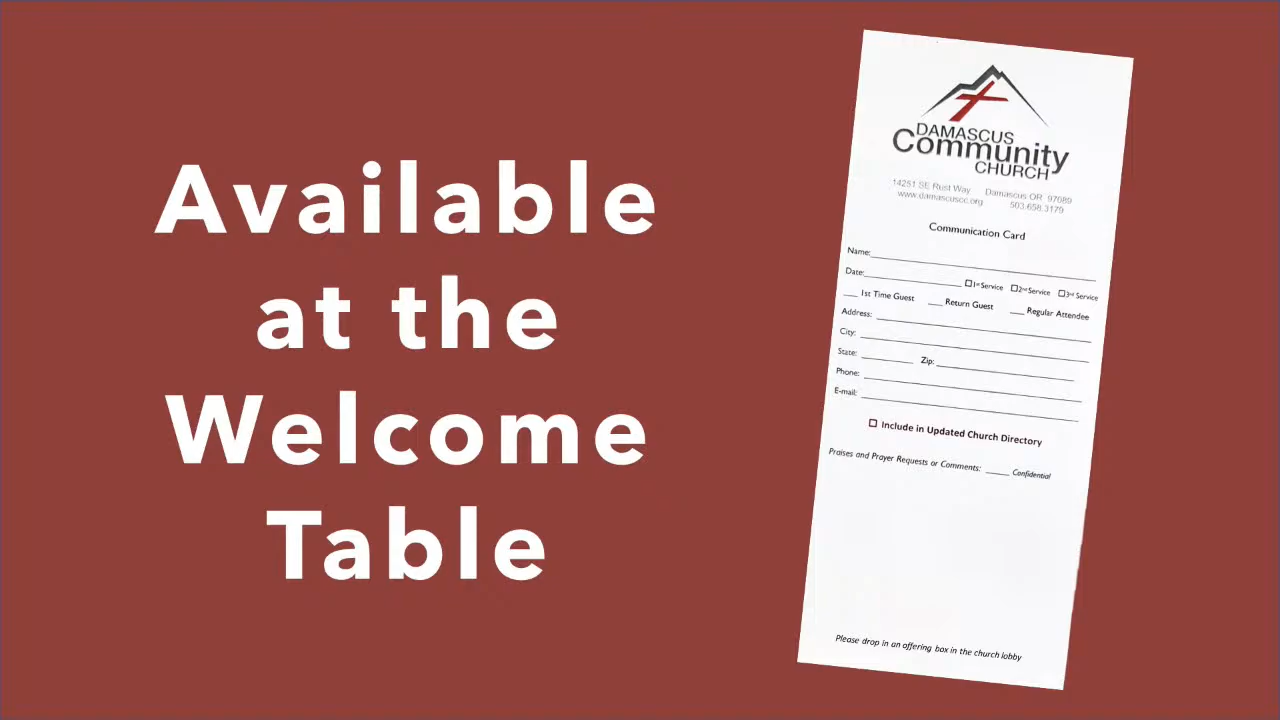 Available
at the
Welcome
Table
DAMASCUS
Community
CHURCH
14251 SE Rust Way Damascus OR 97089
www.damascuscc.org 503.658.3179
Communication Card
Name:
Date: 1st Service 2nd Service 3rd Service
1st Time Guest Return Guest Regular Attendee
Address:
City:
State: Zip:
Phone:
E-mail:
Include in Updated Church Directory
Praises and Prayer Requests or Comments: Confidential
Please drop in an offering box in the church lobby